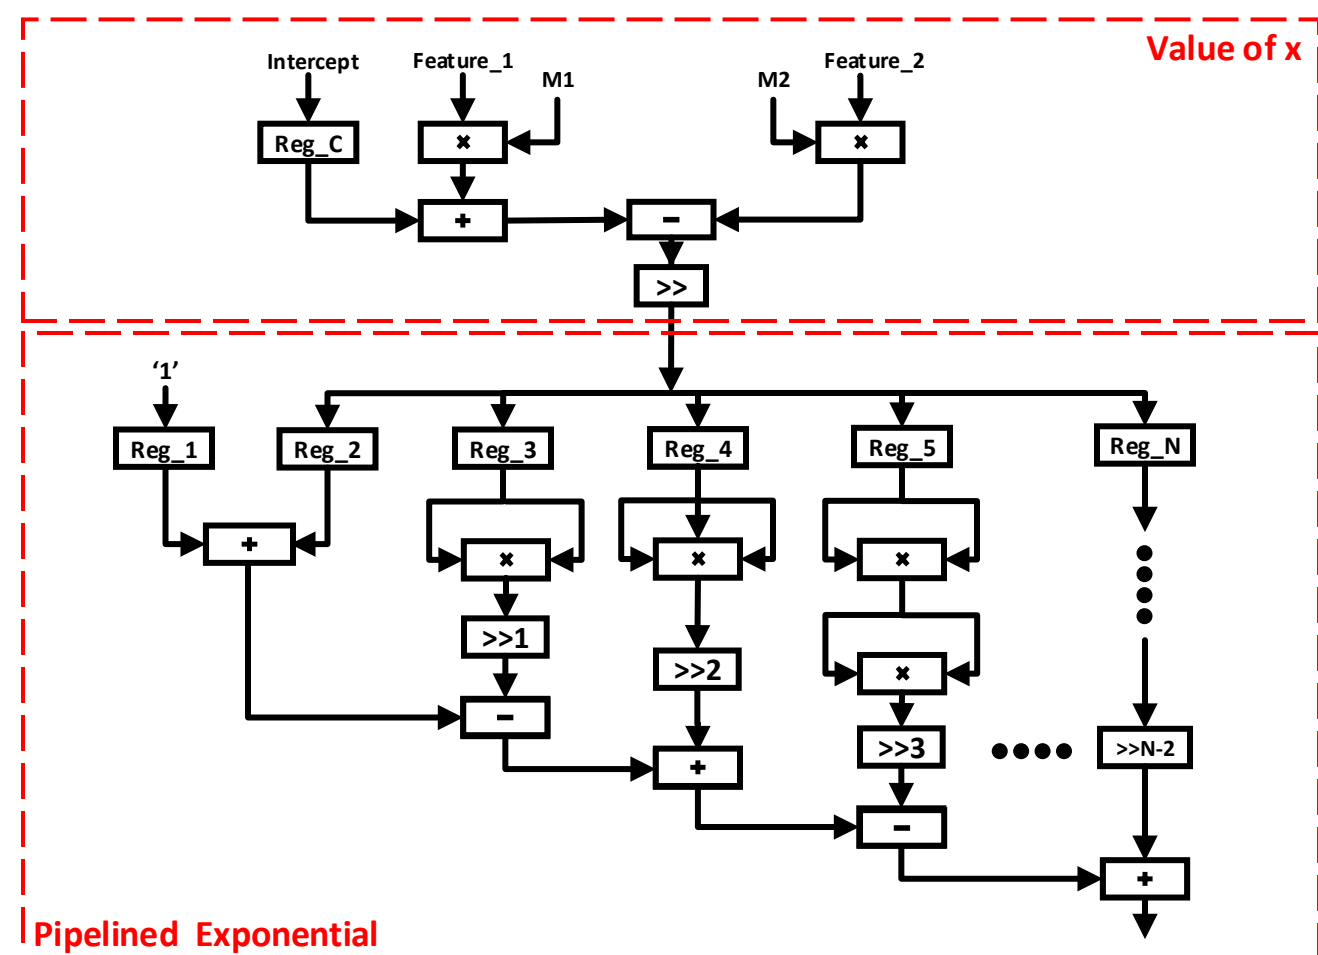 Value of x
Intercept
Feature_1
Feature_2
M1
M2
Reg_C
×
×
+
-
>>
‘1’
Reg_1
Reg_2
Reg_3
Reg_4
Reg_5
Reg_N
+
×
×
×
>>1
>>2
×
-
>>3
>>N-2
+
-
+
Pipelined Exponential